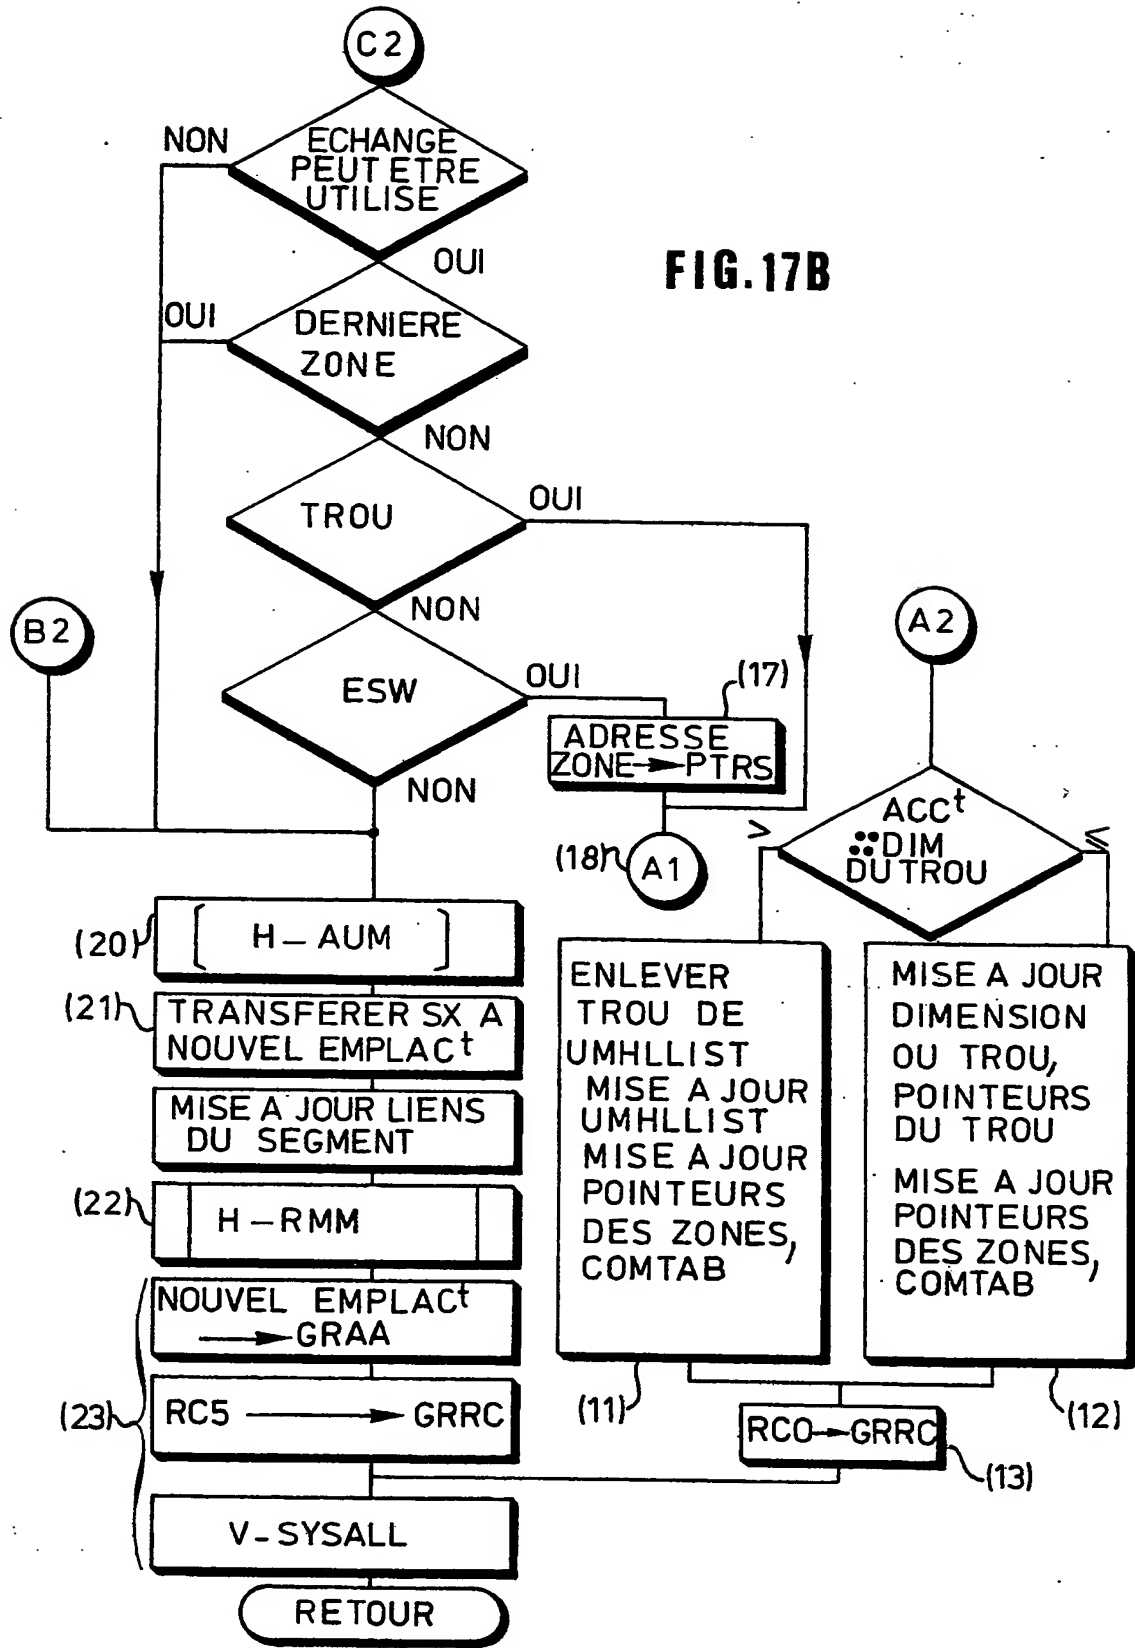 C2
NON
ECHANGE
PEUT ETRE
UTILISE
OUI
FIG.17B
OUI
DERNIERE
ZONE
NON
TROU
OUI
NON
B2
A2
ESW
OUI
(17)
ADRESSE
ZONE→PTRS
NON
(18)
A1
>
ACCt
::DIM
DU TROU
≤
(20)
[ H-AUM ]
(21)
TRANSFERER SX A
NOUVEL EMPLACt
MISE A JOUR LIENS
DU SEGMENT
(22)
H-RMM
(23)
NOUVEL EMPLACt
→GRAA
RC5 → GRRC
V-SYSALL
RETOUR
ENLEVER
TROU DE
UMHLLIST
MISE A JOUR
UMHLLIST
MISE A JOUR
POINTEURS
DES ZONES,
COMTAB
(11)
MISE A JOUR
DIMENSION
OU TROU,
POINTEURS
DU TROU
MISE A JOUR
POINTEURS
DES ZONES,
COMTAB
(12)
RCO→GRRC
(13)